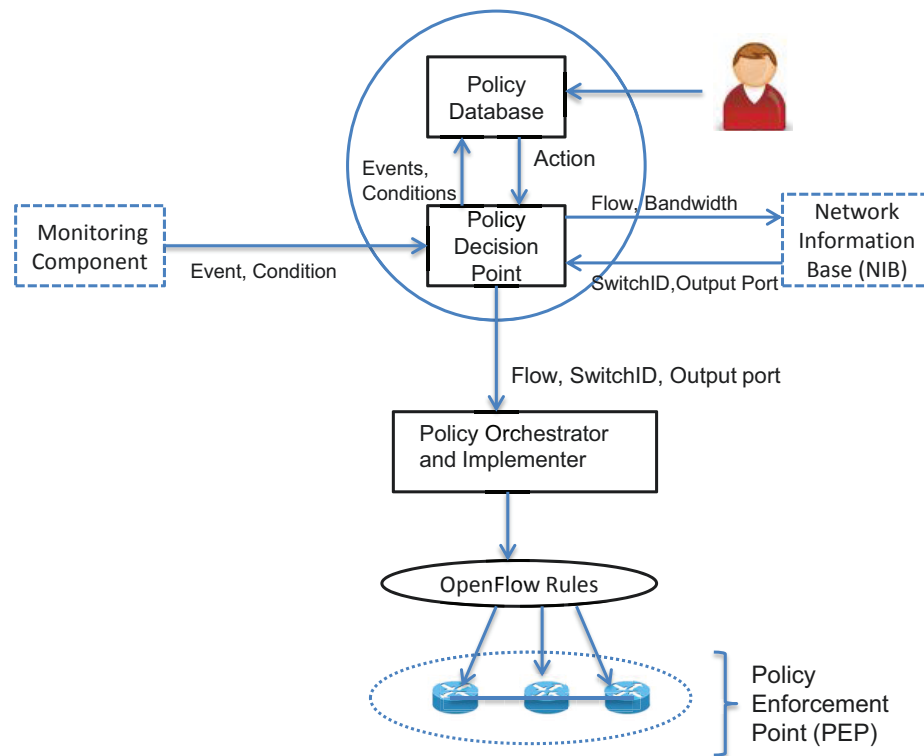 Policy
Database
Events,
Conditions
Action
Monitoring
Component
Event, Condition
Policy
Decision
Point
Flow, Bandwidth
SwitchID,Output Port
Network
Information
Base (NIB)
Flow, SwitchID, Output port
Policy Orchestrator
and Implementer
OpenFlow Rules
Policy
Enforcement
Point (PEP)